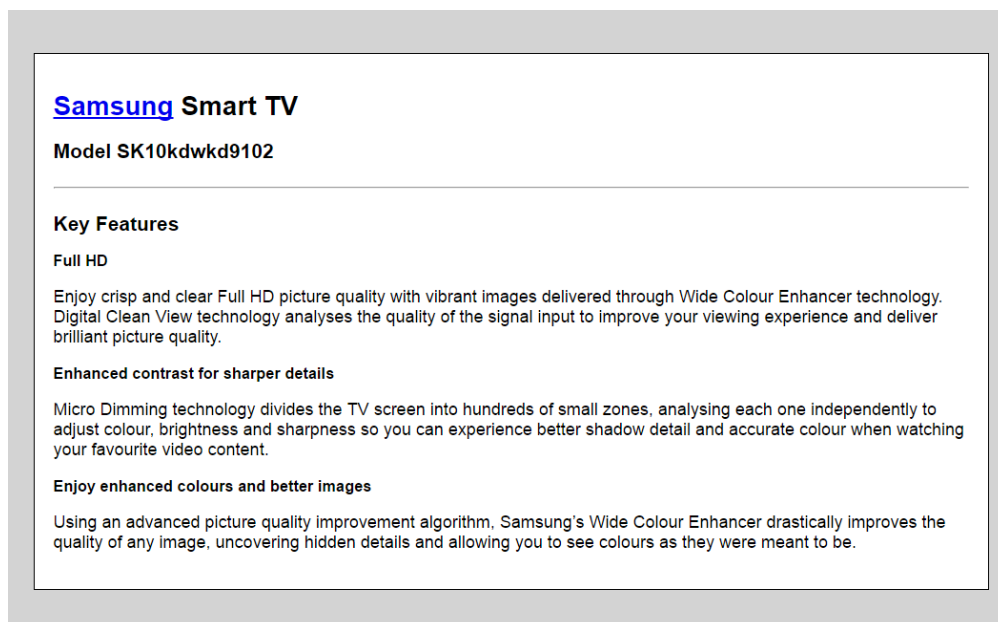 Samsung Smart TV
Model SK10kdwkd9102
Key Features
Full HD
Enjoy crisp and clear Full HD picture quality with vibrant images delivered through Wide Colour Enhancer technology.
Digital Clean View technology analyses the quality of the signal input to improve your viewing experience and deliver
brilliant picture quality.
Enhanced contrast for sharper details
Micro Dimming technology divides the TV screen into hundreds of small zones, analysing each one independently to
adjust colour, brightness and sharpness so you can experience better shadow detail and accurate colour when watching
your favourite video content.
Enjoy enhanced colours and better images
Using an advanced picture quality improvement algorithm, Samsung’s Wide Colour Enhancer drastically improves the
quality of any image, uncovering hidden details and allowing you to see colours as they were meant to be.